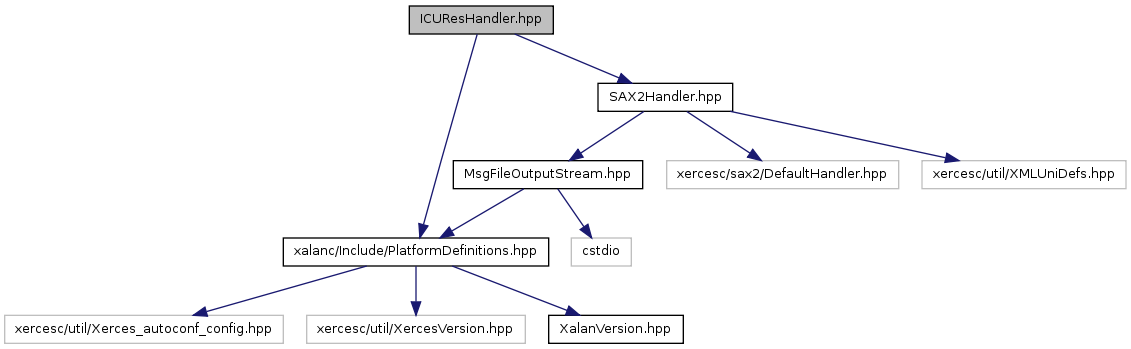 ICUResHandler.hpp
SAX2Handler.hpp
MsgFileOutputStream.hpp
xercesc/sax2/DefaultHandler.hpp
xercesc/util/XMLUniDefs.hpp
xalanc/Include/PlatformDefinitions.hpp
cstdio
xercesc/util/Xerces_autoconf_config.hpp
xercesc/util/XercesVersion.hpp
XalanVersion.hpp